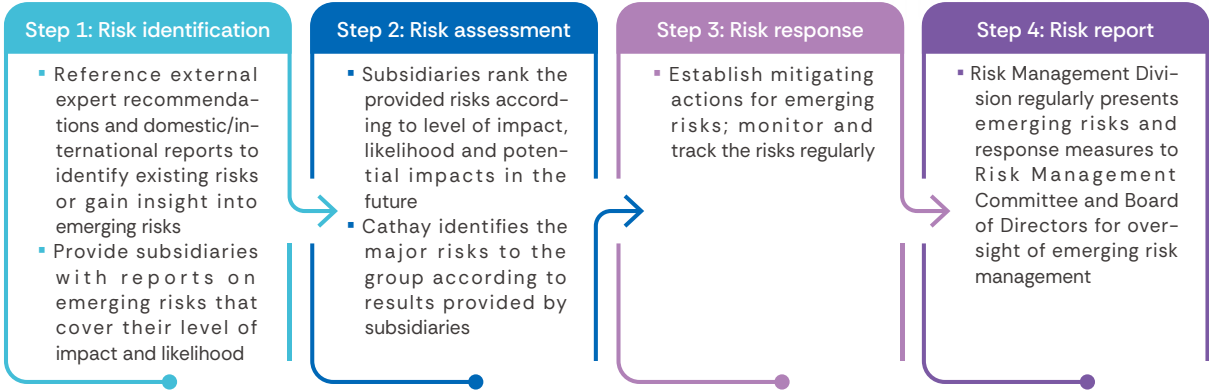 Step 1: Risk identification
▪ Reference external
expert recommenda-
tions and domestic/in-
ternational reports to
identify existing risks
or gain insight into
emerging risks
▪ Provide subsidiaries
with reports on
emerging risks that
cover their level of
impact and likelihood
Step 2: Risk assessment
▪ Subsidiaries rank the
provided risks accord-
ing to level of impact,
likelihood and poten-
tial impacts in the
future
▪ Cathay identifies the
major risks to the
group according to
results provided by
subsidiaries
Step 3: Risk response
▪ Establish mitigating
actions for emerging
risks; monitor and
track the risks regularly
Step 4: Risk report
▪ Risk Management Divi-
sion regularly presents
emerging risks and
response measures to
Risk Management
Committee and Board
of Directors for over-
sight of emerging risk
management